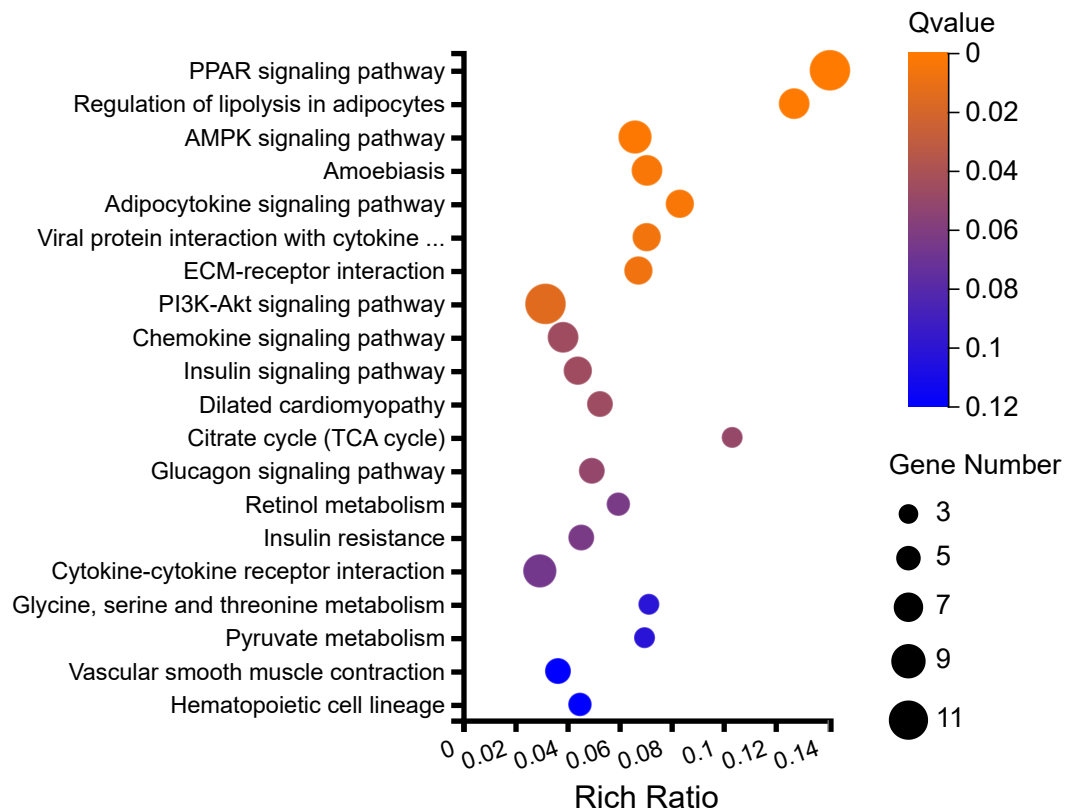 Qvalue
0
0.02
0.04
0.06
0.08
0.1
0.12
PPAR signaling pathway
Regulation of lipolysis in adipocytes
AMPK signaling pathway
Amoebiasis
Adipocytokine signaling pathway
Viral protein interaction with cytokine ...
ECM-receptor interaction
PI3K-Akt signaling pathway
Chemokine signaling pathway
Insulin signaling pathway
Dilated cardiomyopathy
Citrate cycle (TCA cycle)
Glucagon signaling pathway
Retinol metabolism
Insulin resistance
Cytokine-cytokine receptor interaction
Glycine, serine and threonine metabolism
Pyruvate metabolism
Vascular smooth muscle contraction
Hematopoietic cell lineage
Gene Number
3
5
7
9
11
0 0.02 0.04 0.06 0.08 0.1 0.12 0.14
Rich Ratio